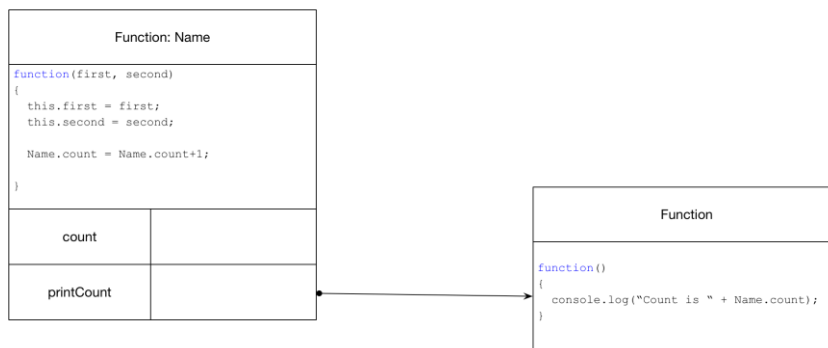 Function: Name
function(first, second)
{
this.first = first;
this.second = second;
Name.count = Name.count+1;
}
count
printCount
Function
function()
{
console.log(“Count is “ + Name.count);
}